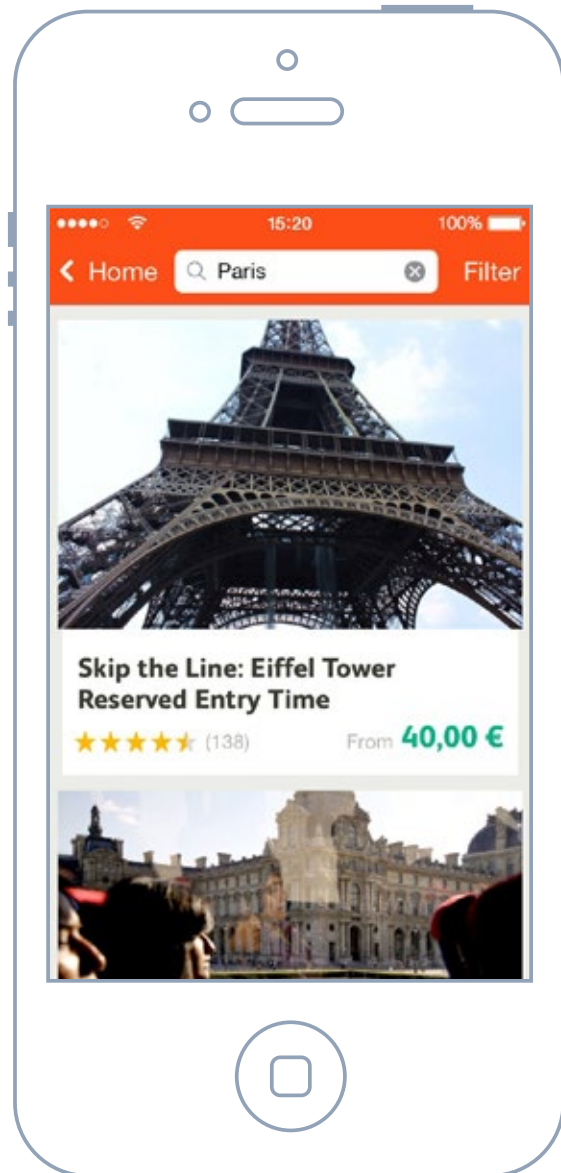 15:20 100%
Home Paris Filter
Skip the Line: Eiffel Tower
Reserved Entry Time
(138) From 40,00 €